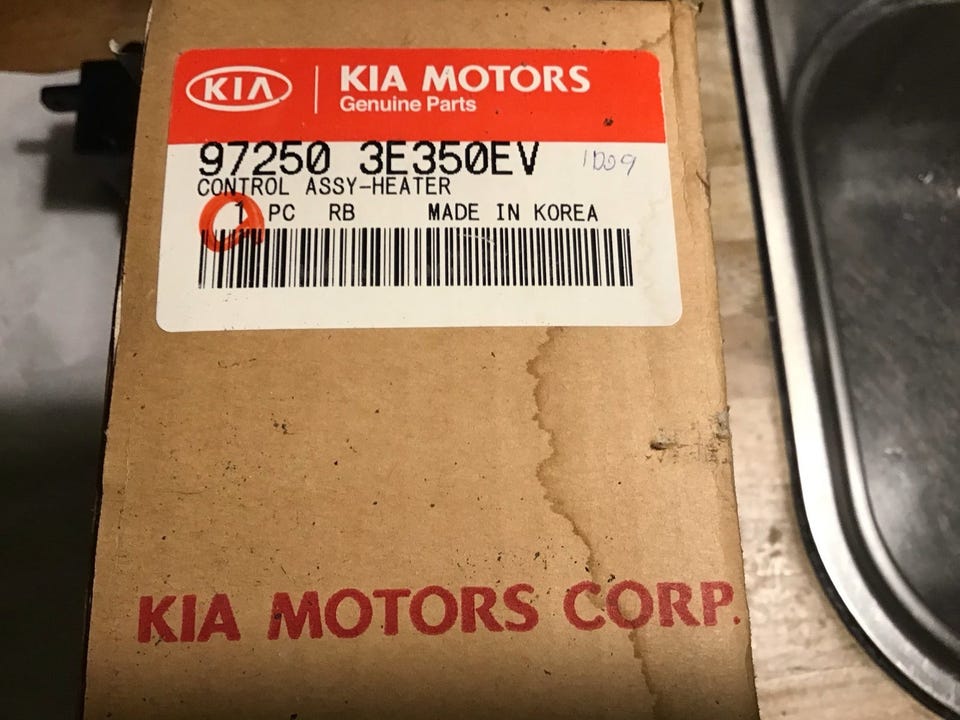 KIA KIA MOTORS
Genuine Parts
97250 3E350EV 1D29
CONTROL ASSY-HEATER
1 PC RB MADE IN KOREA
KIA MOTORS CORP.